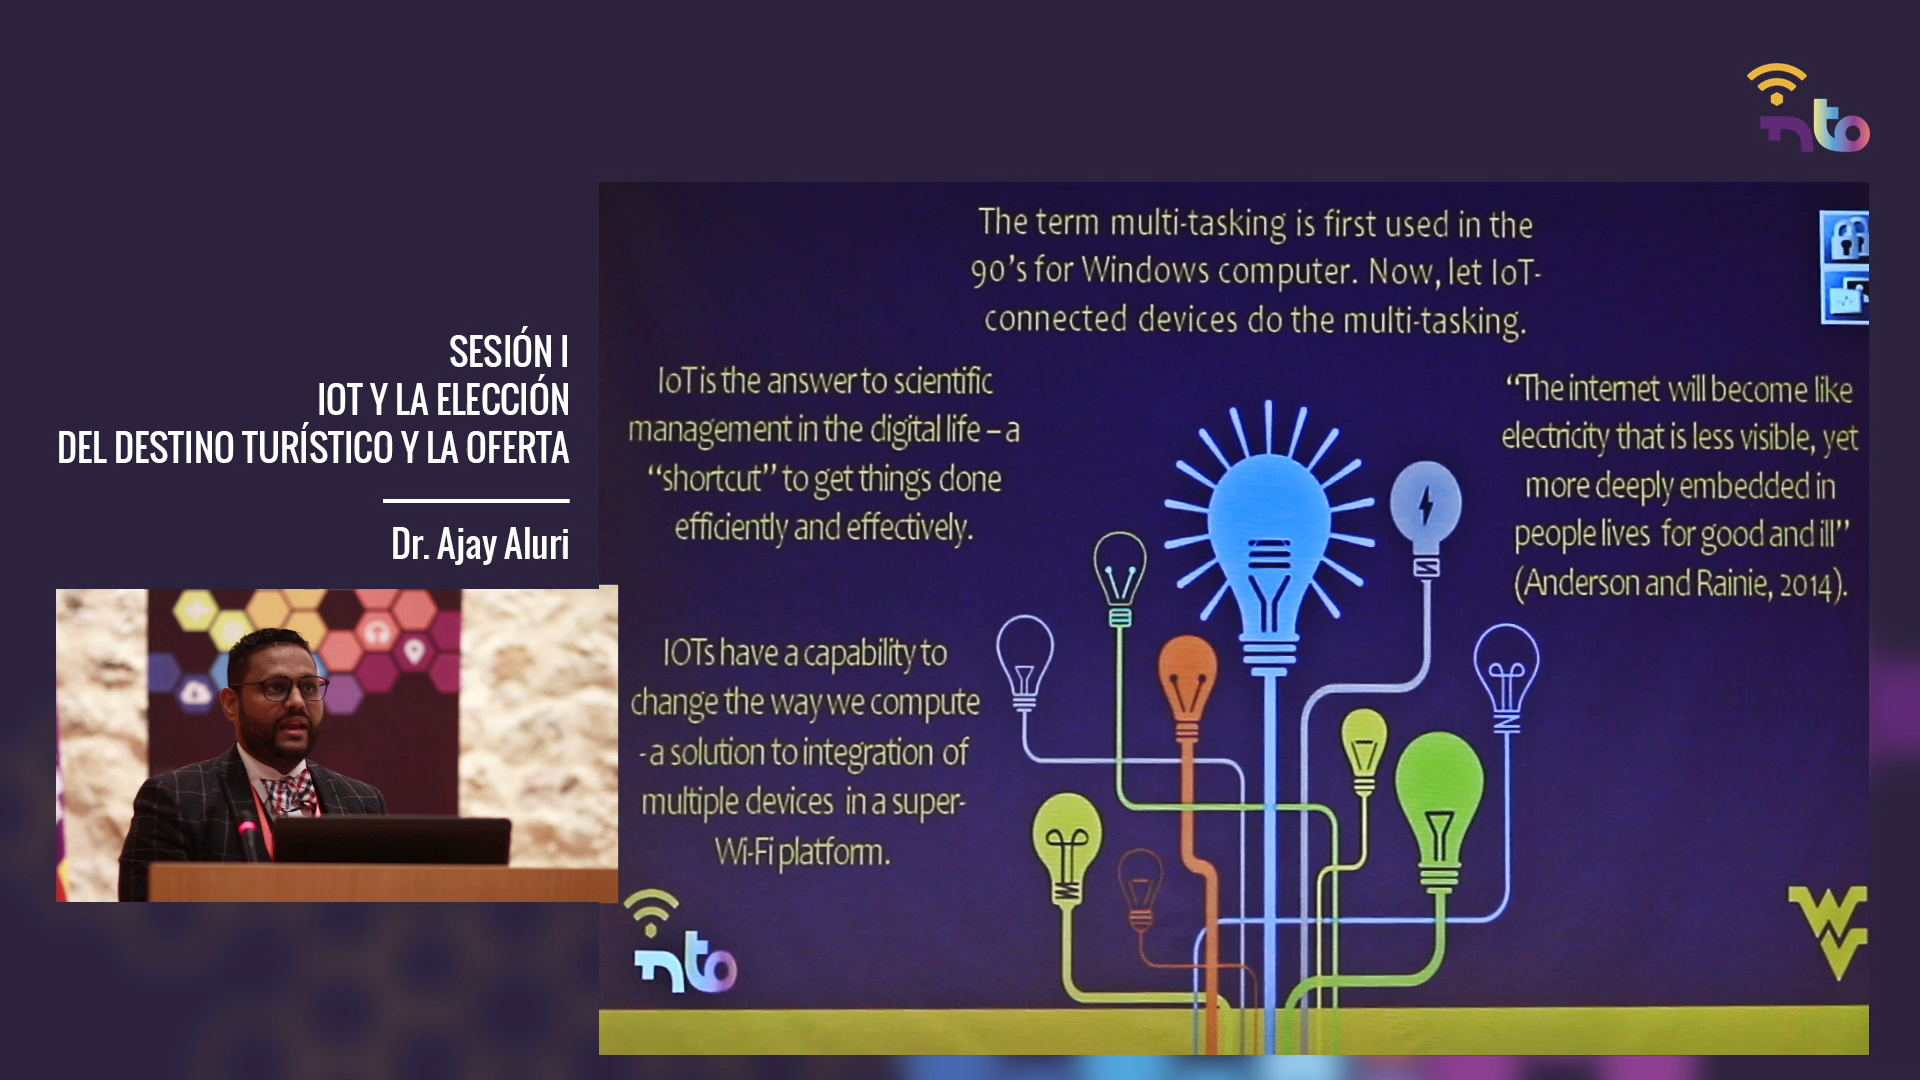 nto
SESIÓN I
IOT Y LA ELECCIÓN
DEL DESTINO TURÍSTICO Y LA OFERTA
Dr. Ajay Aluri
The term multi-tasking is first used in the
90's for Windows computer. Now, let IoT-
connected devices do the multi-tasking.
IoT is the answer to scientific
management in the digital life – a
“shortcut” to get things done
efficiently and effectively.
IOTs have a capability to
change the way we compute
- a solution to integration of
multiple devices in a super-
Wi-Fi platform.
“The internet will become like
electricity that is less visible, yet
more deeply embedded in
people lives for good and ill”
(Anderson and Rainie, 2014).
nto
WV